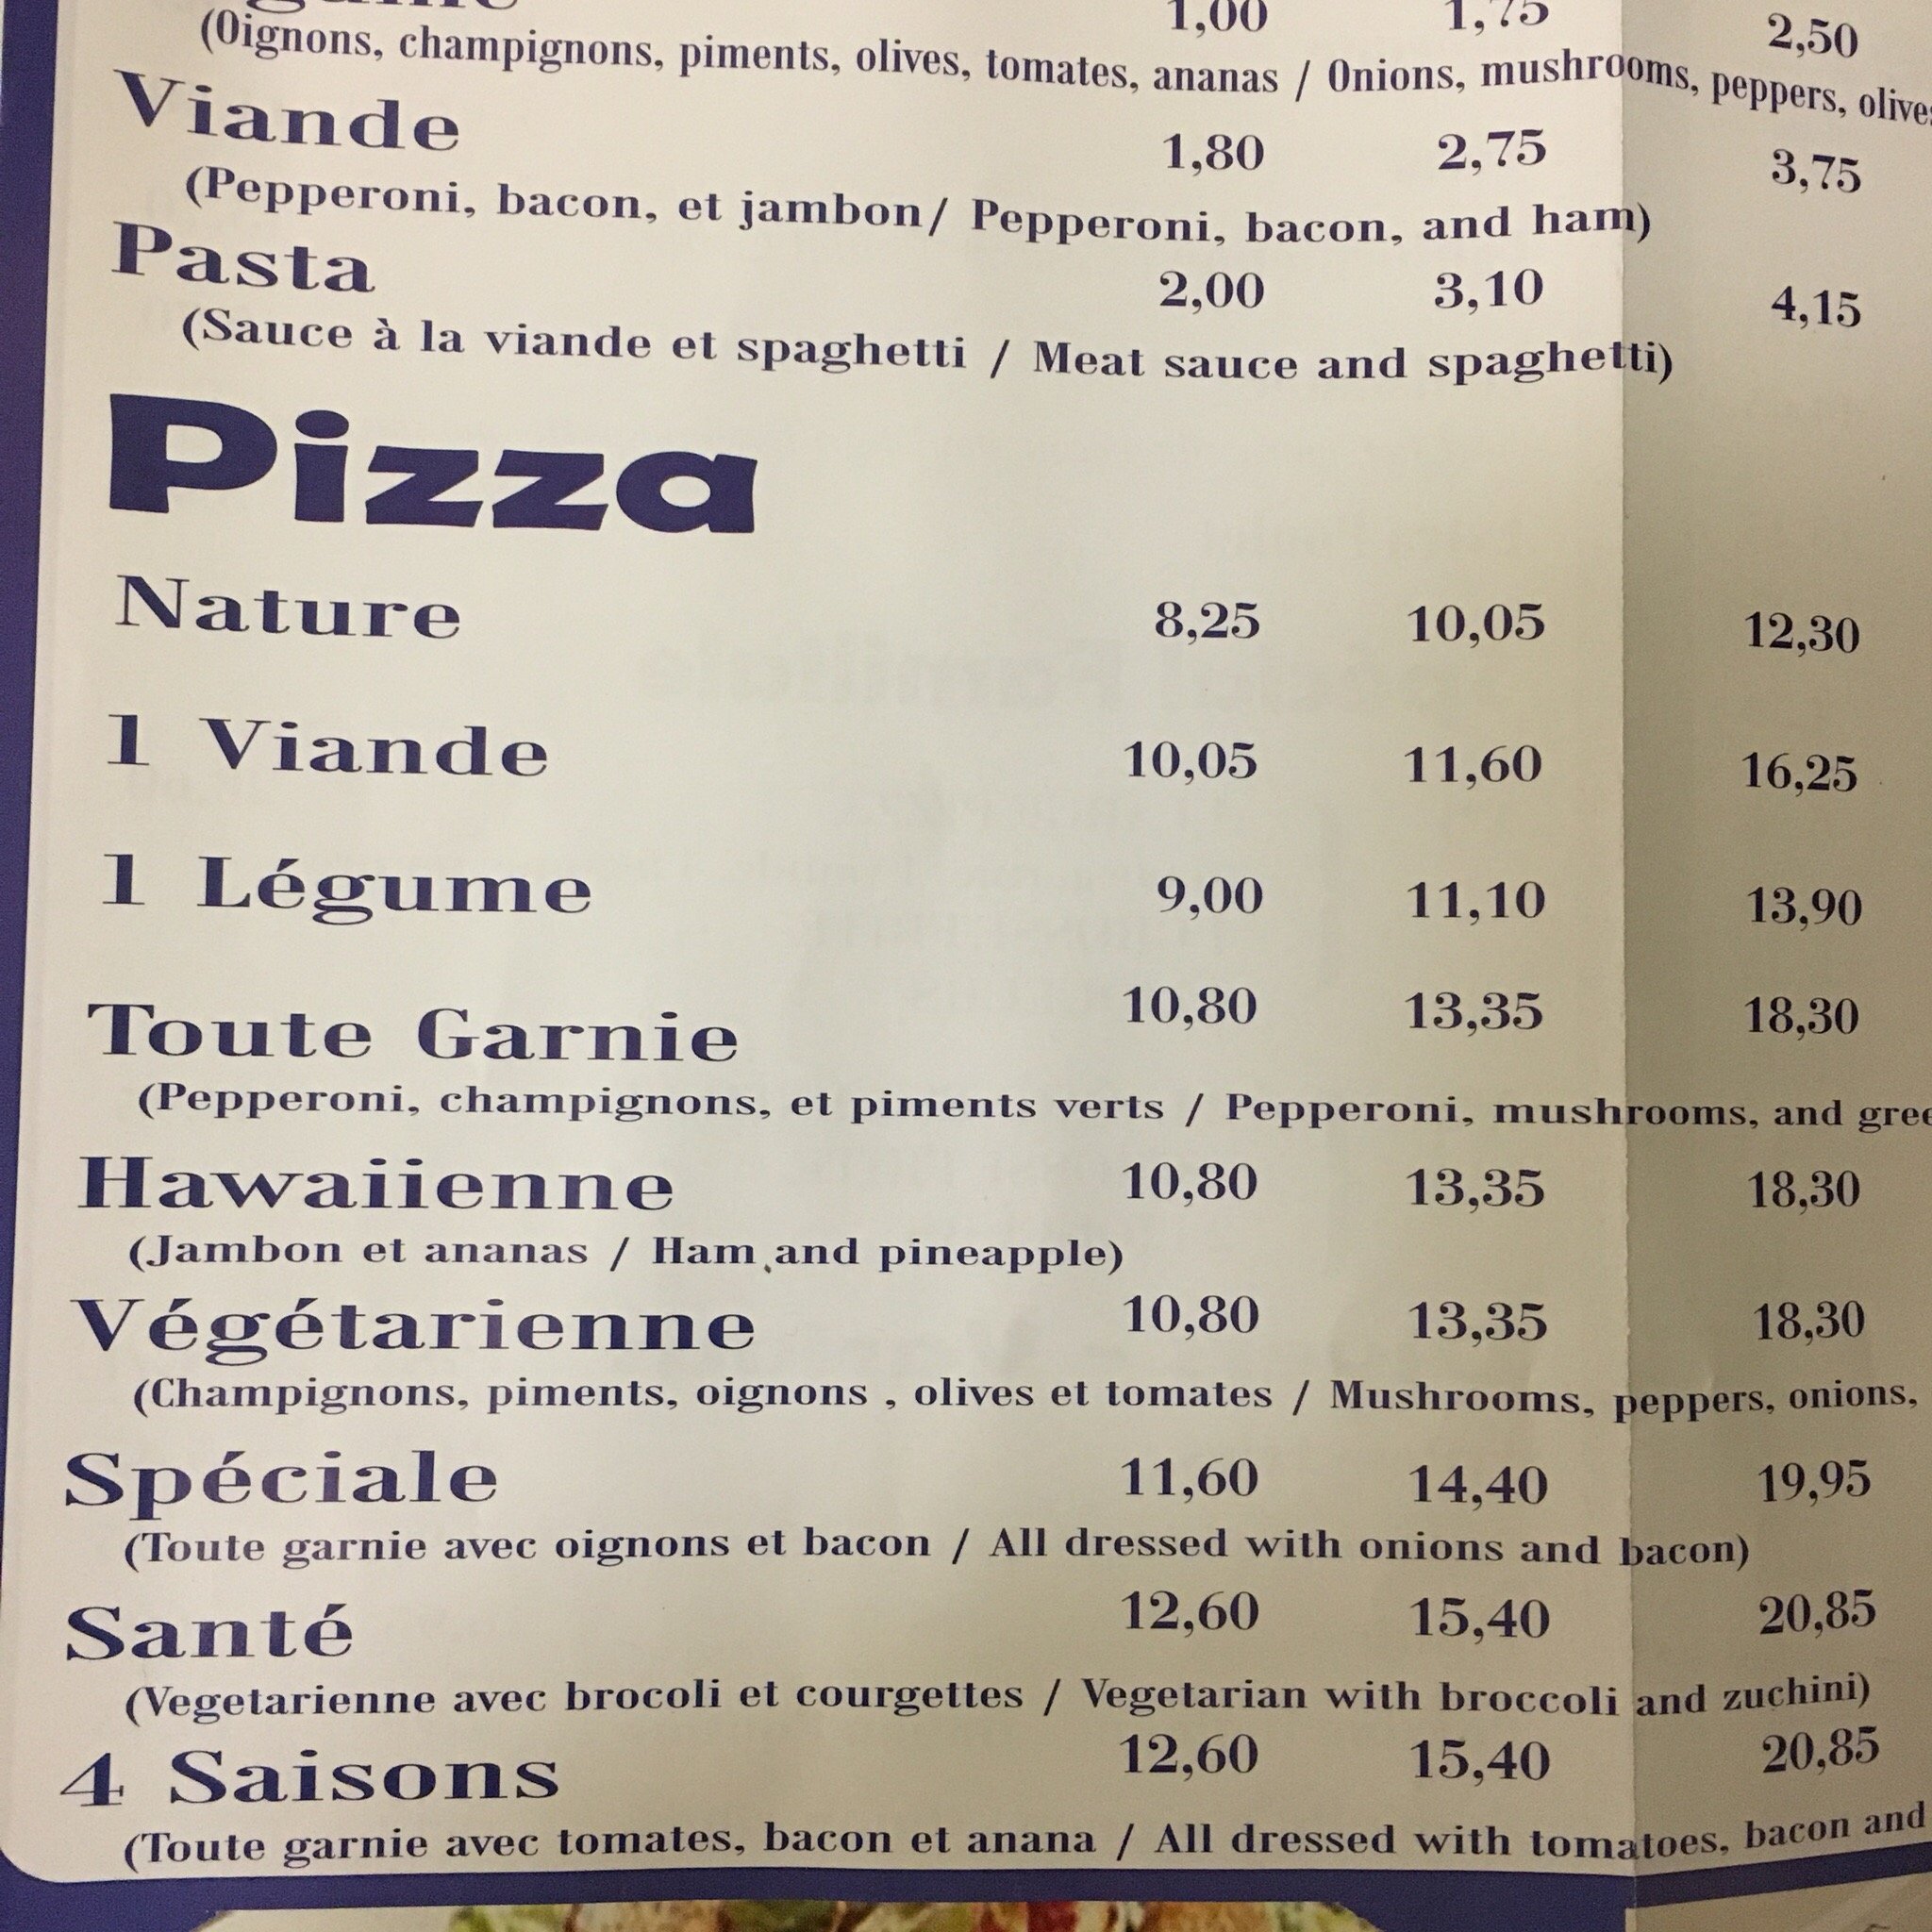 1,00 1,75 2,50
(Oignons, champignons, piments, olives, tomates, ananas / Onions, mushrooms, peppers,
Viande 1,80 2,75 3,75
(Pepperoni, bacon, et jambon/ Pepperoni, bacon, and ham)
Pasta 2,00 3,10 4,15
(Sauce à la viande et spaghetti / Meat sauce and spaghetti)
Pizza
Nature 8,25 10,05 12,30
1 Viande 10,05 11,60 16,25
1 Légume 9,00 11,10 13,90
Toute Garnie 10,80 13,35 18,30
(Pepperoni, champignons, et piments verts / Pepperoni, mushrooms, and
Hawaiienne 10,80 13,35 18,30
(Jambon et ananas / Ham and pineapple)
Végétarienne 10,80 13,35 18,30
(Champignons, piments, oignons , olives et tomates / Mushrooms, peppers, onions,
Spéciale 11,60 14,40 19,95
(Toute garnie avec oignons et bacon / All dressed with onions and bacon)
Santé 12,60 15,40 20,85
(Vegetarienne avec brocoli et courgettes / Vegetarian with broccoli and zuchini)
4 Saisons 12,60 15,40 20,85
(Toute garnie avec tomates, bacon et anana / All dressed with tomatoes, bacon and